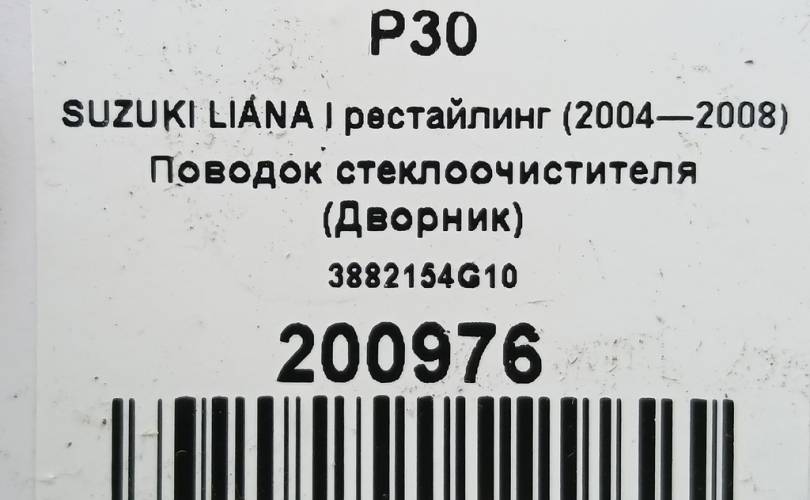 P30
SUZUKI LIANA I рестайлинг (2004—2008)
Поводок стеклоочистителя
(Дворник)
3882154G10
200976